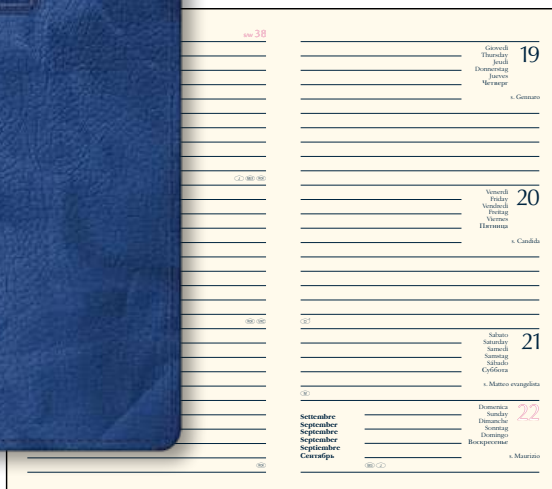 sw 38
19
Giovedì
Thursday
Jeudi
Donnerstag
Jueves
Четверг
s. Gennaro
20
Venerdì
Friday
Vendredi
Freitag
Viernes
Пятница
s. Candida
21
Sabato
Saturday
Samedi
Samstag
Sábado
Суббота
s. Matteo evangelista
22
Domenica
Sunday
Dimanche
Sonntag
Domingo
Воскресенье
s. Maurizio
Settembre
September
Septembre
September
Septiembre
Сентябрь